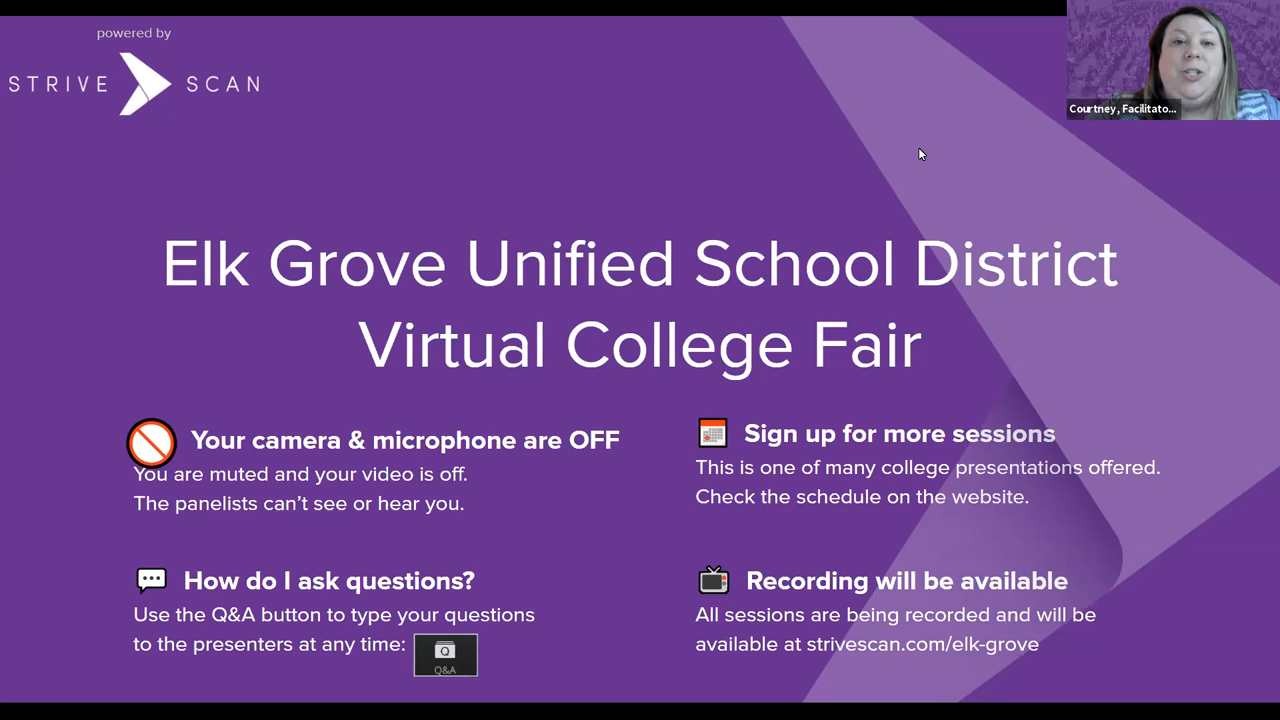 powered by
STRIVE SCAN
Courtney, Facilitato...
Elk Grove Unified School District
Virtual College Fair
Your camera & microphone are OFF
You are muted and your video is off.
The panelists can't see or hear you.
Sign up for more sessions
This is one of many college presentations offered.
Check the schedule on the website.
How do I ask questions?
Use the Q&A button to type your questions
to the presenters at any time:
Q
Q&A
Recording will be available
All sessions are being recorded and will be
available at strivescan.com/elk-grove